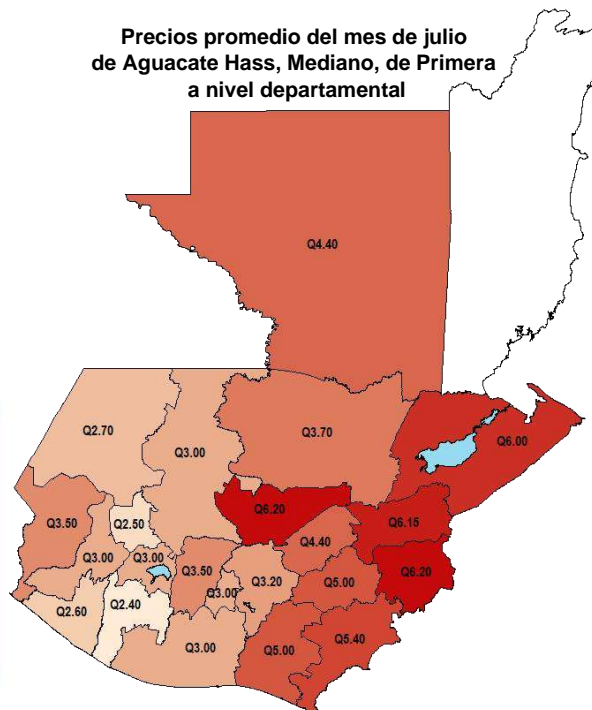 Precios promedio del mes de julio
de Aguacate Hass, Mediano, de Primera
a nivel departamental
Q4.40
Q2.70
Q3.00
Q3.70
Q6.00
Q6.20
Q3.50
Q2.50
Q6.15
Q4.40
Q3.00
Q3.00
Q3.50
Q3.20
Q5.00
Q6.20
Q3.00
Q2.60
Q2.40
Q3.00
Q5.00
Q5.40